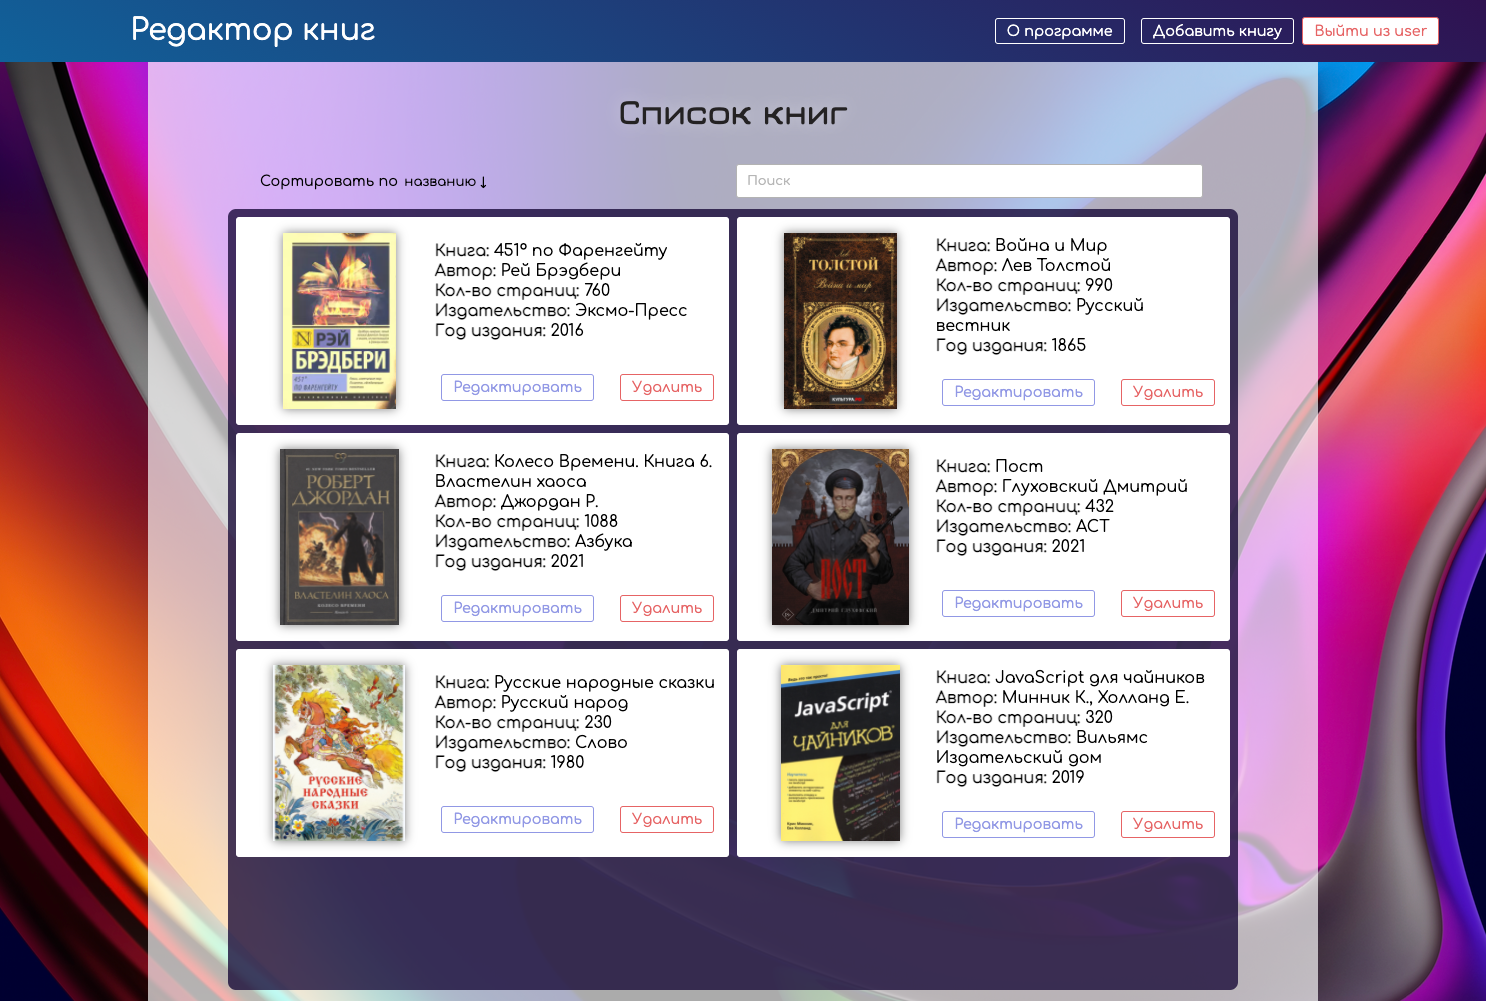 Редактор книг
О программе
Добавить книгу
Выйти из user
Список книг
Сортировать по названию ↓
Поиск
РЭЙ
БРЭДБЕРИ
451°
ПО ФАРЕНГЕЙТУ
Книга: 451° по Фаренгейту
Автор: Рей Брэдбери
Кол-во страниц: 760
Издательство: Эксмо-Пресс
Год издания: 2016
Редактировать
Удалить
Лев
ТОЛСТОЙ
Война и мир
КУЛЬТУРА.РФ
Книга: Война и Мир
Автор: Лев Толстой
Кол-во страниц: 990
Издательство: Русский
вестник
Год издания: 1865
Редактировать
Удалить
РОБЕРТ
ДЖОРДАН
ВЛАСТЕЛИН ХАОСА
КОЛЕСО ВРЕМЕНИ
Книга: Колесо Времени. Книга 6.
Властелин хаоса
Автор: Джордан Р.
Кол-во страниц: 1088
Издательство: Азбука
Год издания: 2021
Редактировать
Удалить
ПОСТ
ДМИТРИЙ ГЛУХОВСКИЙ
Книга: Пост
Автор: Глуховский Дмитрий
Кол-во страниц: 432
Издательство: АСТ
Год издания: 2021
Редактировать
Удалить
РУССКИЕ
НАРОДНЫЕ
СКАЗКИ
Книга: Русские народные сказки
Автор: Русский народ
Кол-во страниц: 230
Издательство: Слово
Год издания: 1980
Редактировать
Удалить
JavaScript
ДЛЯ
ЧАЙНИКОВ
Книга: JavaScript для чайников
Автор: Минник К., Холланд Е.
Кол-во страниц: 320
Издательство: Вильямс
Издательский дом
Год издания: 2019
Редактировать
Удалить